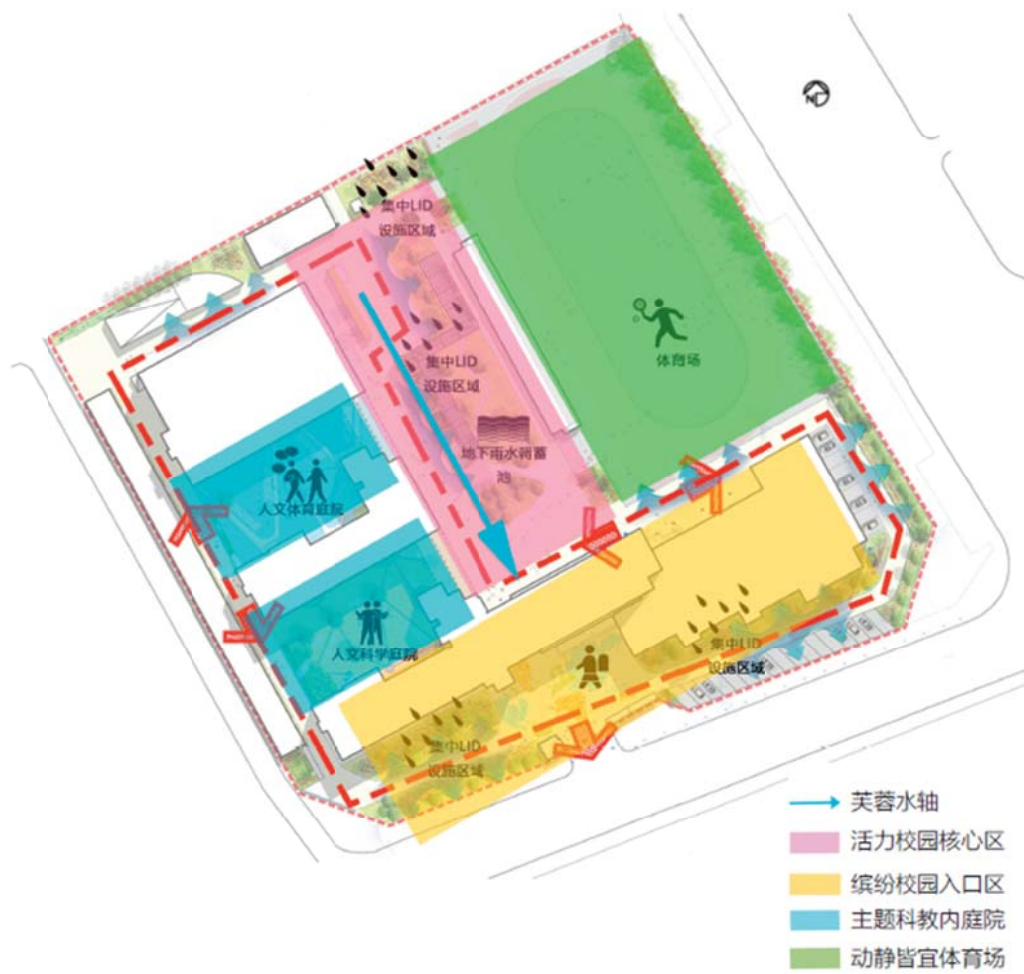 N
集中LID
设施区域
体育场
集中LID
设施区域
地下雨水调蓄
池
人文体育庭院
人文科学庭院
集中LID
设施区域
集中LID
设施区域
芙蓉水轴
活力校园核心区
缤纷校园入口区
主题科教内庭院
动静皆宜体育场